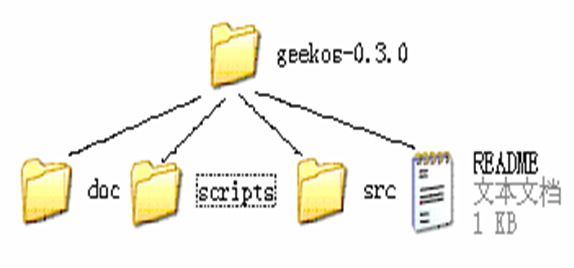 geekos-0.3.0
doc
scripts
src
README
文本文档
1 KB